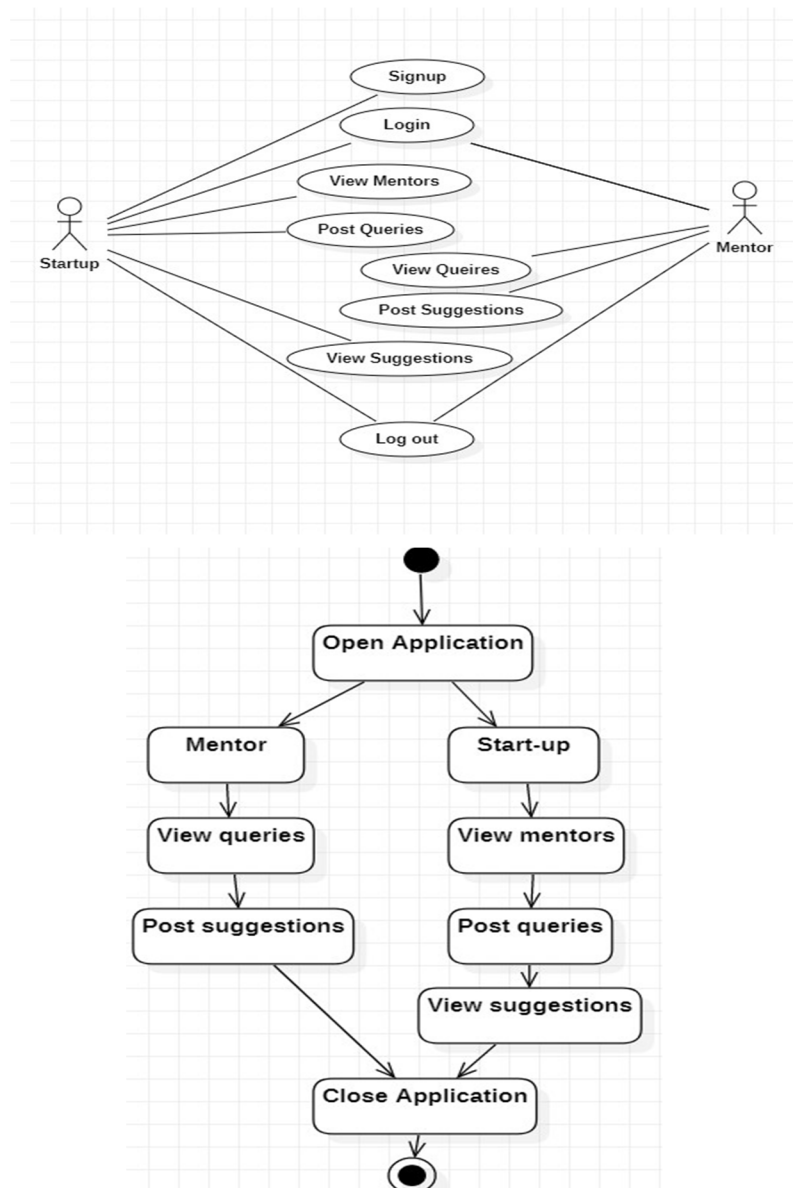 Signup
Login
View Mentors
Post Queries
Startup
Mentor
View Queires
Post Suggestions
View Suggestions
Log out
Open Application
Mentor
Start-up
View queries
View mentors
Post suggestions
Post queries
View suggestions
Close Application